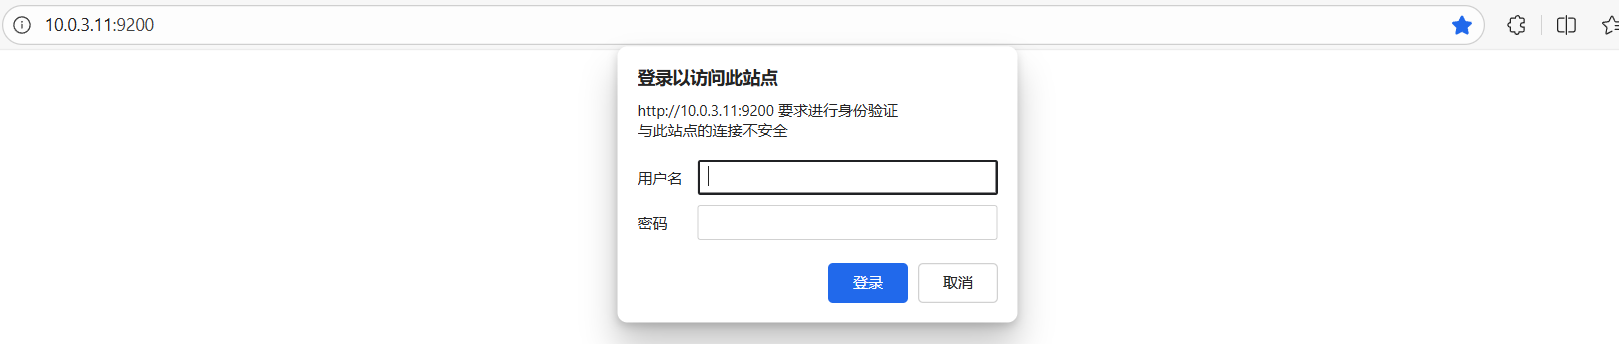 10.0.3.11:9200
登录以访问此站点
http://10.0.3.11:9200 要求进行身份验证
与此站点的连接不安全
用户名
密码
登录 取消